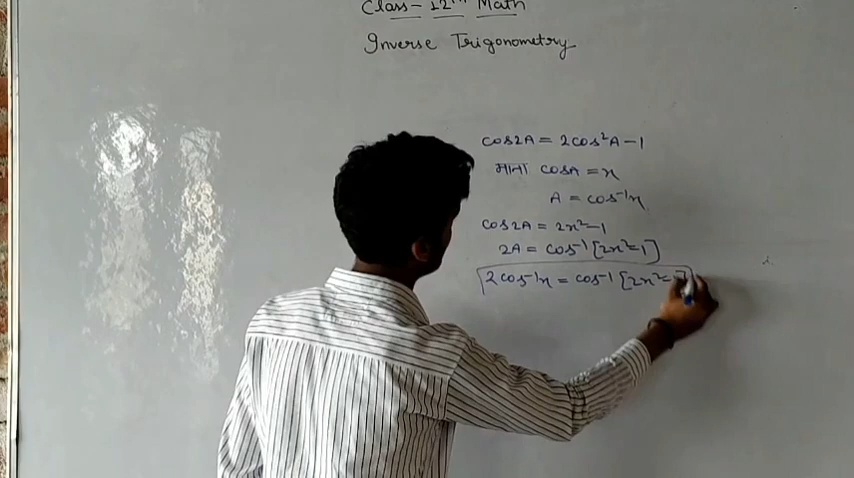 Class-12th Math
Inverse Trigonometry
cos2A = 2cos²A-1
माना cosA = x
A = cos⁻¹x
cos2A = 2x²-1
2A = cos⁻¹[2x²-1]
2cos⁻¹x = cos⁻¹[2x²-